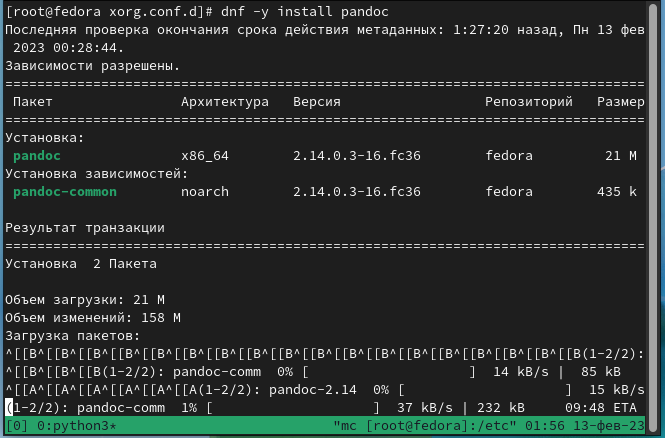 [root@fedora xorg.conf.d]# dnf -y install pandoc
Последняя проверка окончания срока действия метаданных: 1:27:20 назад, Пн 13 фев
2023 00:28:44.
Зависимости разрешены.
================================================================================
Пакет Архитектура Версия Репозиторий Размер
================================================================================
Установка:
pandoc x86_64 2.14.0.3-16.fc36 fedora 21 M
Установка зависимостей:
pandoc-common noarch 2.14.0.3-16.fc36 fedora 435 k
Результат транзакции
================================================================================
Установка  2 Пакета
Объем загрузки: 21 M
Объем изменений: 158 M
Загрузка пакетов:
^[[B^[[B^[[B^[[B^[[B^[[B^[[B^[[B^[[B^[[B^[[B^[[B^[[B^[[B^[[B^[[B^[[B^[[B(1-2/2):
^[[B^[[B^[[B(1-2/2): pandoc-comm  0% [                    ]  14 kB/s |  85 kB
^[[A^[[A^[[A^[[A^[[A^[[A(1-2/2): pandoc-2.14  0% [                    ]  15 kB/s
(1-2/2): pandoc-comm  1% [                    ]  37 kB/s | 232 kB     09:48 ETA
[0] 0:python3* "mc [root@fedora]:/etc" 01:56 13-фев-23